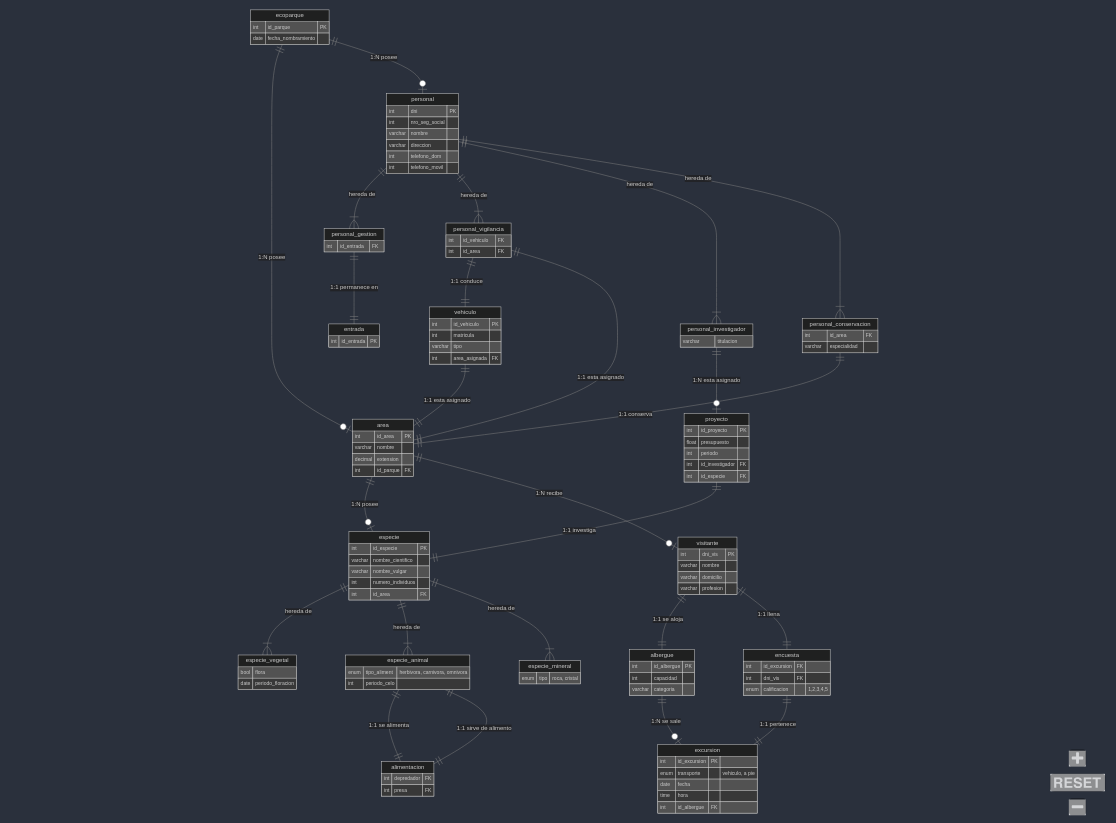 ecoparque
int id_parque PK
date fecha_nombramiento
1:N posee
personal
int dni PK
int nro_seg_social
varchar nombre
varchar direccion
int telefono_dom
int telefono_movil
hereda de
hereda de
hereda de
hereda de
personal_gestion
int id_entrada FK
personal_vigilancia
int id_vehiculo FK
int id_area FK
1:N posee
1:1 permanece en
1:1 conduce
entrada
int id_entrada PK
vehiculo
int id_vehiculo PK
int matricula
varchar tipo
int area_asignada FK
personal_investigador
varchar titulacion
personal_conservacion
int id_area FK
varchar especialidad
1:1 esta asignado
1:1 esta asignado
1:N esta asignado
1:1 conserva
area
int id_area PK
varchar nombre
decimal extension
int id_parque FK
proyecto
int id_proyecto PK
float presupuesto
int periodo
int id_investigador FK
int id_especie FK
1:N posee
1:N recibe
1:1 investiga
especie
int id_especie PK
varchar nombre_cientifico
varchar nombre_vulgar
int numero_individuos
int id_area FK
visitante
int dni_vis PK
varchar nombre
varchar domicilio
varchar profesion
hereda de
hereda de
hereda de
1:1 se aloja
1:1 llena
especie_vegetal
bool flora
date periodo_floracion
especie_animal
enum tipo_aliment herbivora, carnivora, omnivora
int periodo_celo
especie_mineral
enum tipo roca, cristal
albergue
int id_albergue PK
int capacidad
varchar categoria
encuesta
int id_excursion FK
int dni_vis FK
enum calificacion 1,2,3,4,5
1:1 se alimenta
1:1 sirve de alimento
1:N se sale
1:1 pertenece
alimentacion
int depredador FK
int presa FK
excursion
int id_excursion PK
enum transporte vehiculo, a pie
date fecha
time hora
int id_albergue FK
RESET